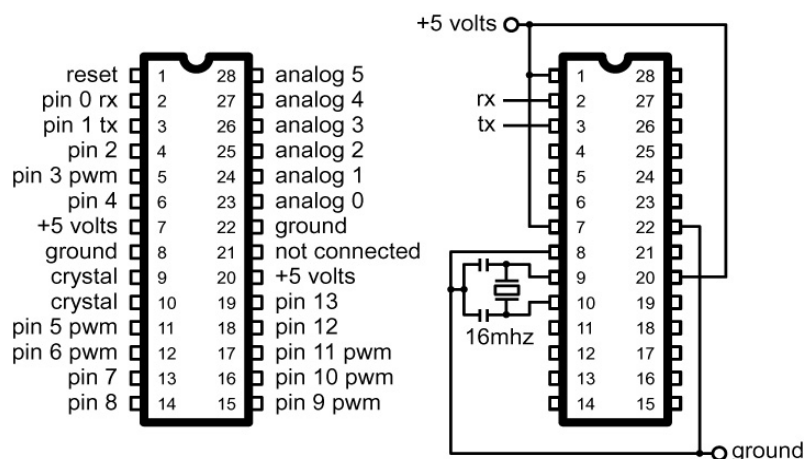 +5 volts
reset 1 28 analog 5 1 28
pin 0 rx 2 27 analog 4 rx 2 27
pin 1 tx 3 26 analog 3 tx 3 26
pin 2 4 25 analog 2 4 25
pin 3 pwm 5 24 analog 1 5 24
pin 4 6 23 analog 0 6 23
+5 volts 7 22 ground 7 22
ground 8 21 not connected 8 21
crystal 9 20 +5 volts 9 20
crystal 10 19 pin 13 10 19
pin 5 pwm 11 18 pin 12 16mhz 11 18
pin 6 pwm 12 17 pin 11 pwm 12 17
pin 7 13 16 pin 10 pwm 13 16
pin 8 14 15 pin 9 pwm 14 15
ground